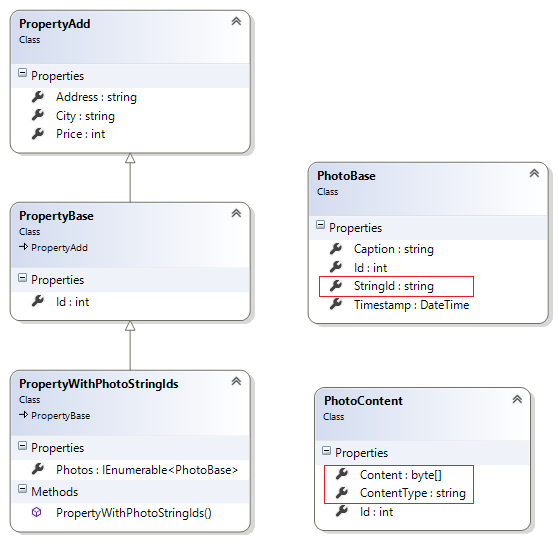 PropertyAdd
Class
Properties
Address : string
City : string
Price : int
PropertyBase
Class
PropertyAdd
Properties
Id : int
PropertyWithPhotoStringIds
Class
PropertyBase
Properties
Photos : IEnumerable<PhotoBase>
Methods
PropertyWithPhotoStringIds()
PhotoBase
Class
Properties
Caption : string
Id : int
StringId : string
Timestamp : DateTime
PhotoContent
Class
Properties
Content : byte[]
ContentType : string
Id : int